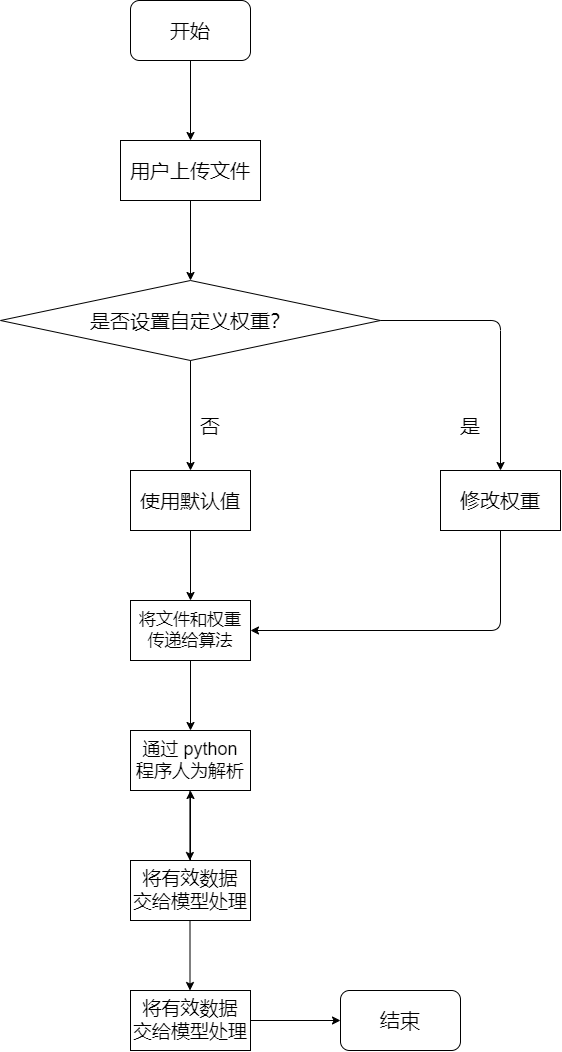 开始
用户上传文件
是否设置自定义权重？
否
是
使用默认值
修改权重
将文件和权重
传递给算法
通过 python
程序人为解析
将有效数据
交给模型处理
将有效数据
交给模型处理
结束